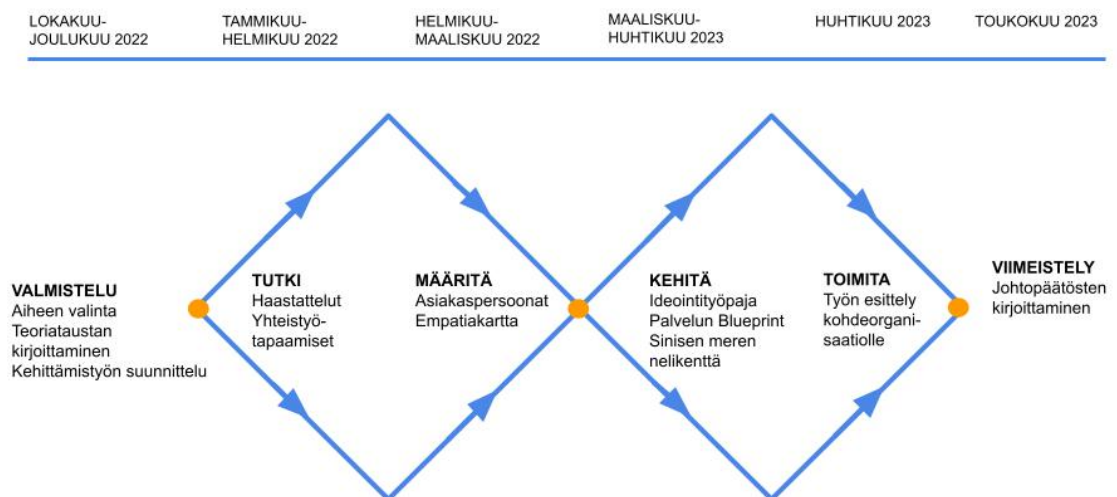 LOKAKUU-
JOULUKUU 2022
TAMMIKUU-
HELMIKUU 2022
HELMIKUU-
MAALISKUU 2022
MAALISKUU-
HUHTIKUU 2023
HUHTIKUU 2023
TOUKOKUU 2023
VALMISTELU
Aiheen valinta
Teoriataustan
kirjoittaminen
Kehittämistyön suunnittelu
TUTKI
Haastattelut
Yhteistyö-
tapaamiset
MÄÄRITÄ
Asiakaspersoonat
Empatiakartta
KEHITÄ
Ideointityöpaja
Palvelun Blueprint
Sinisen meren
nelikenttä
TOIMITA
Työn esittely
kohdeorgani-
saatiolle
VIIMEISTELY
Johtopäätösten
kirjoittaminen